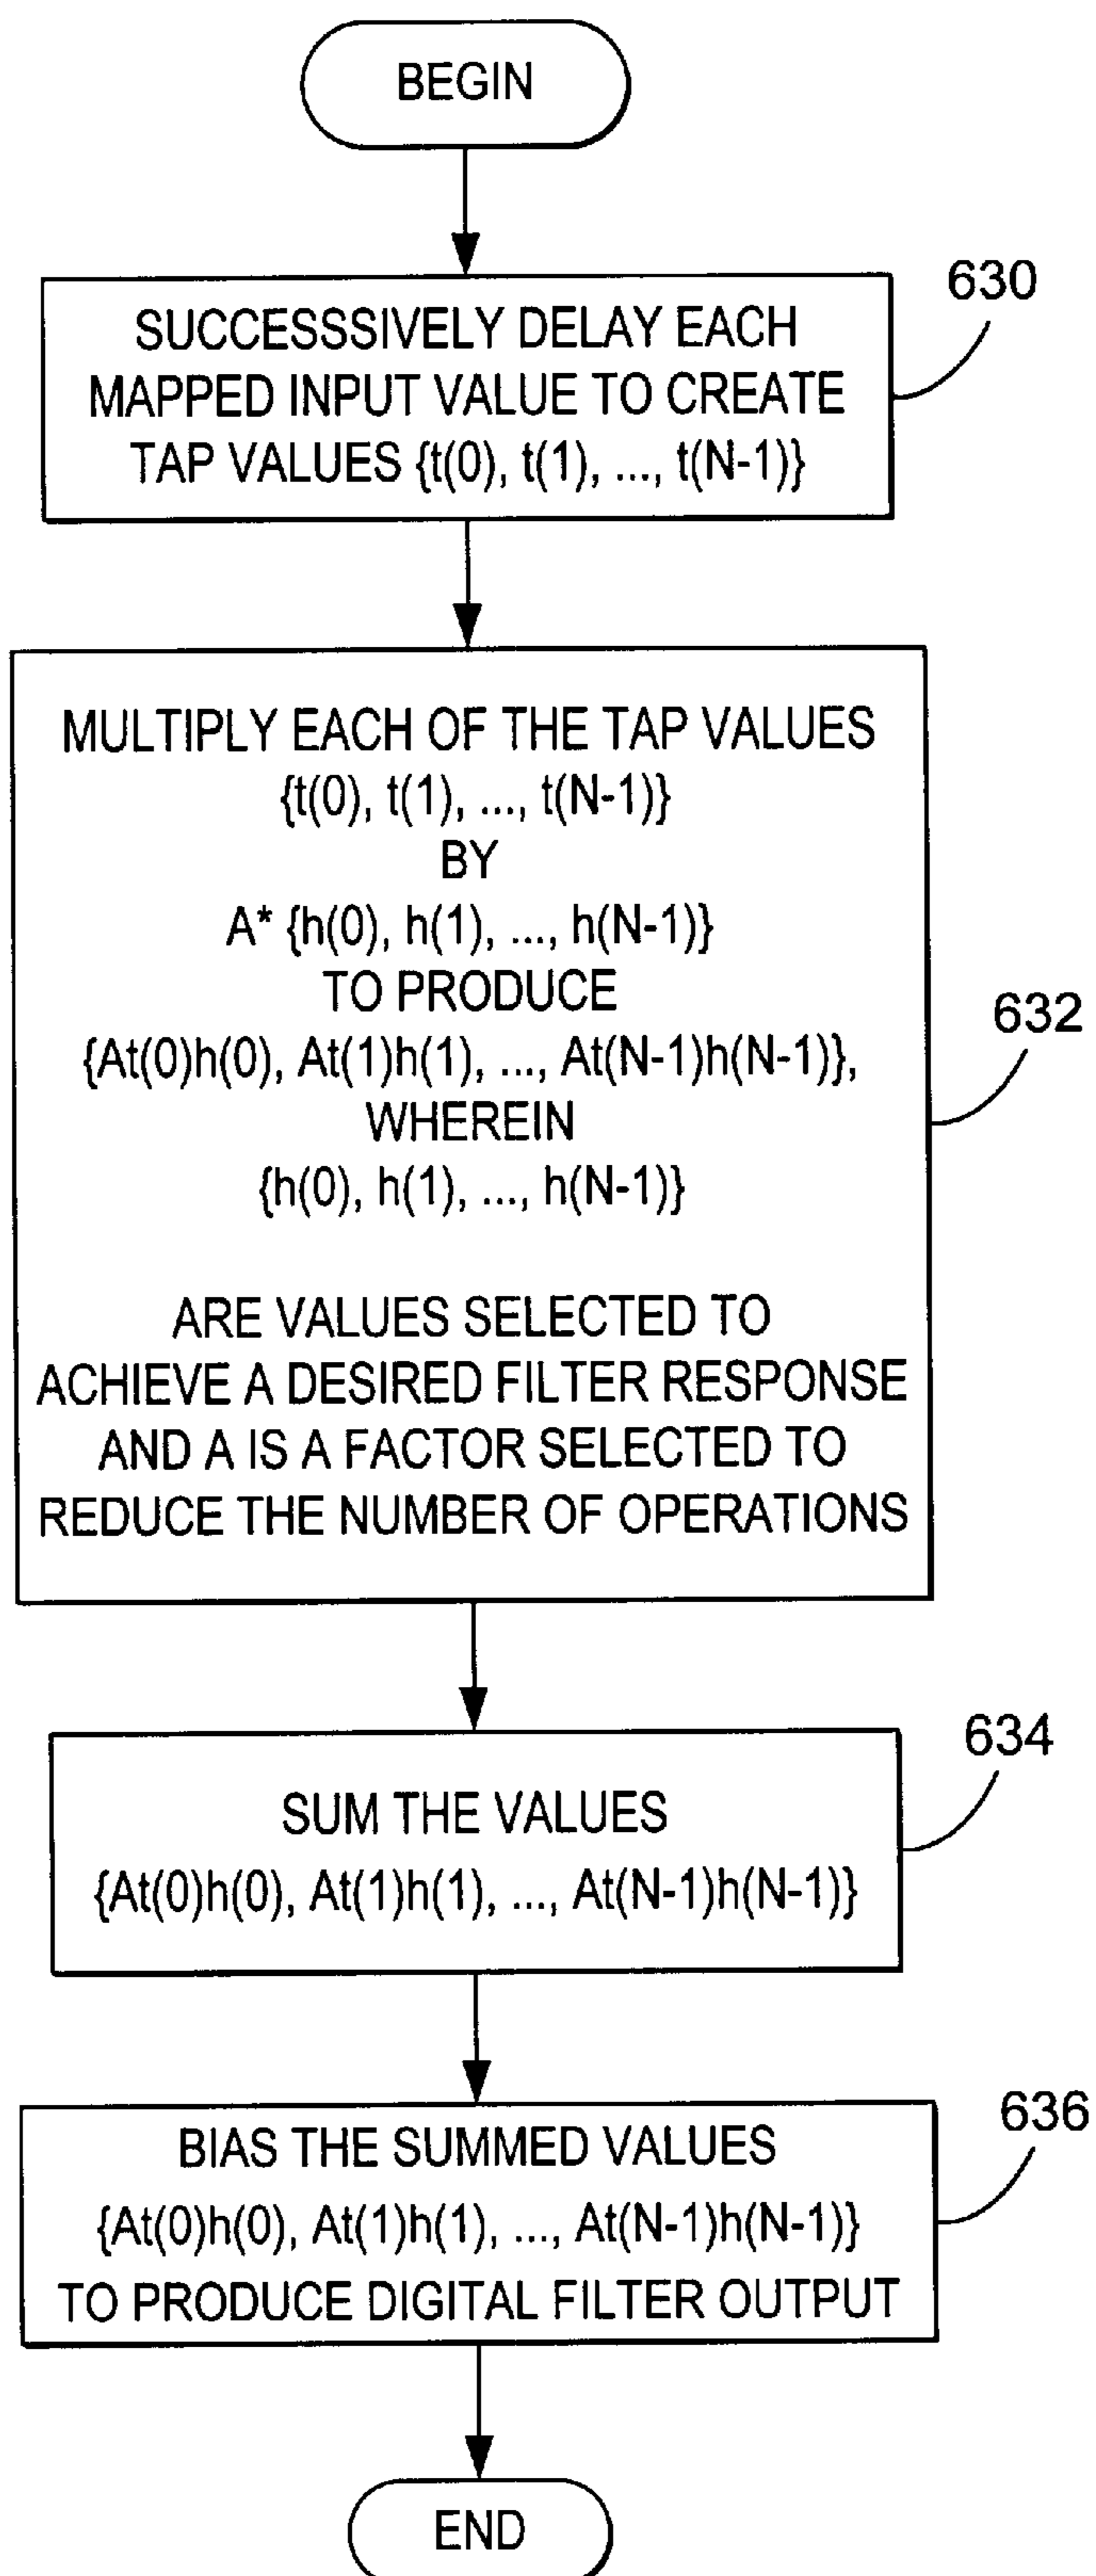 BEGIN
630
SUCCESSSIVELY DELAY EACH
MAPPED INPUT VALUE TO CREATE
TAP VALUES {t(0), t(1), ..., t(N-1)}
MULTIPLY EACH OF THE TAP VALUES
{t(0), t(1), ..., t(N-1)}
BY
A* {h(0), h(1), ..., h(N-1)}
TO PRODUCE
632
{At(0)h(0), At(1)h(1), ..., At(N-1)h(N-1)},
WHEREIN
{h(0), h(1), ..., h(N-1)}
ARE VALUES SELECTED TO
ACHIEVE A DESIRED FILTER RESPONSE
AND A IS A FACTOR SELECTED TO
REDUCE THE NUMBER OF OPERATIONS
634
SUM THE VALUES
{At(0)h(0), At(1)h(1), ..., At(N-1)h(N-1)}
636
BIAS THE SUMMED VALUES
{At(0)h(0), At(1)h(1), ..., At(N-1)h(N-1)}
TO PRODUCE DIGITAL FILTER OUTPUT
END